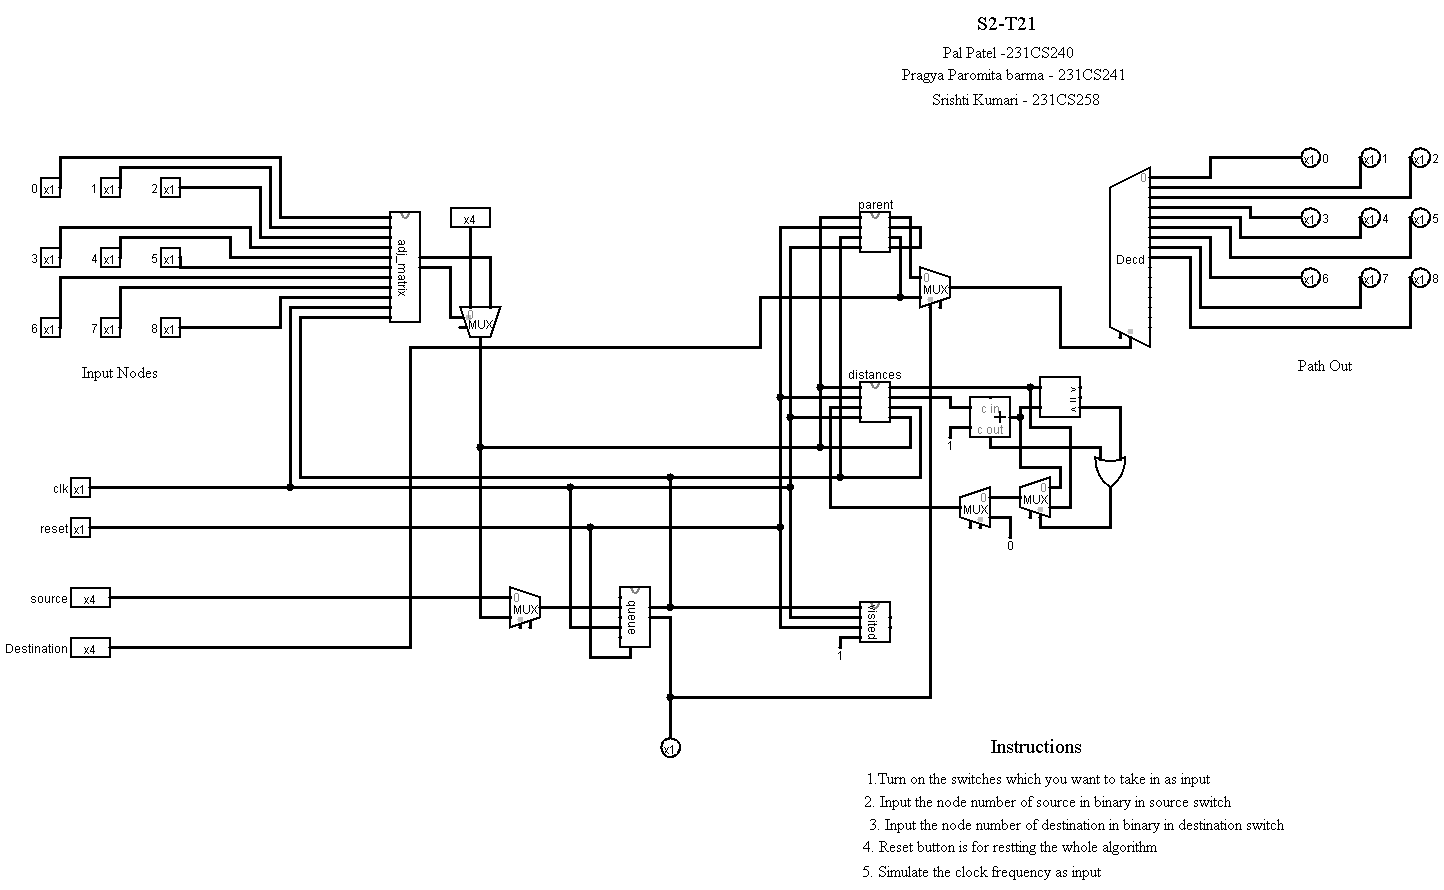 S2-T21
Pal Patel -231CS240
Pragya Paromita barma - 231CS241
Srishti Kumari - 231CS258
0 x1 1 x1 2 x1
3 x1 4 x1 5 x1
6 x1 7 x1 8 x1
Input Nodes
adj_matrix
x4
0
MUX
parent
0
MUX
0
Decd
x1 0 x1 1 x1 2
x1 3 x1 4 x1 5
x1 6 x1 7 x1 8
Path Out
distances
c in
+
c out
1
> = <
0
MUX
0
MUX
0
clk x1
reset x1
source x4
Destination x4
0
MUX
queue
visited
1
x1
Instructions
1.Turn on the switches which you want to take in as input
2. Input the node number of source in binary in source switch
3. Input the node number of destination in binary in destination switch
4. Reset button is for restting the whole algorithm
5. Simulate the clock frequency as input